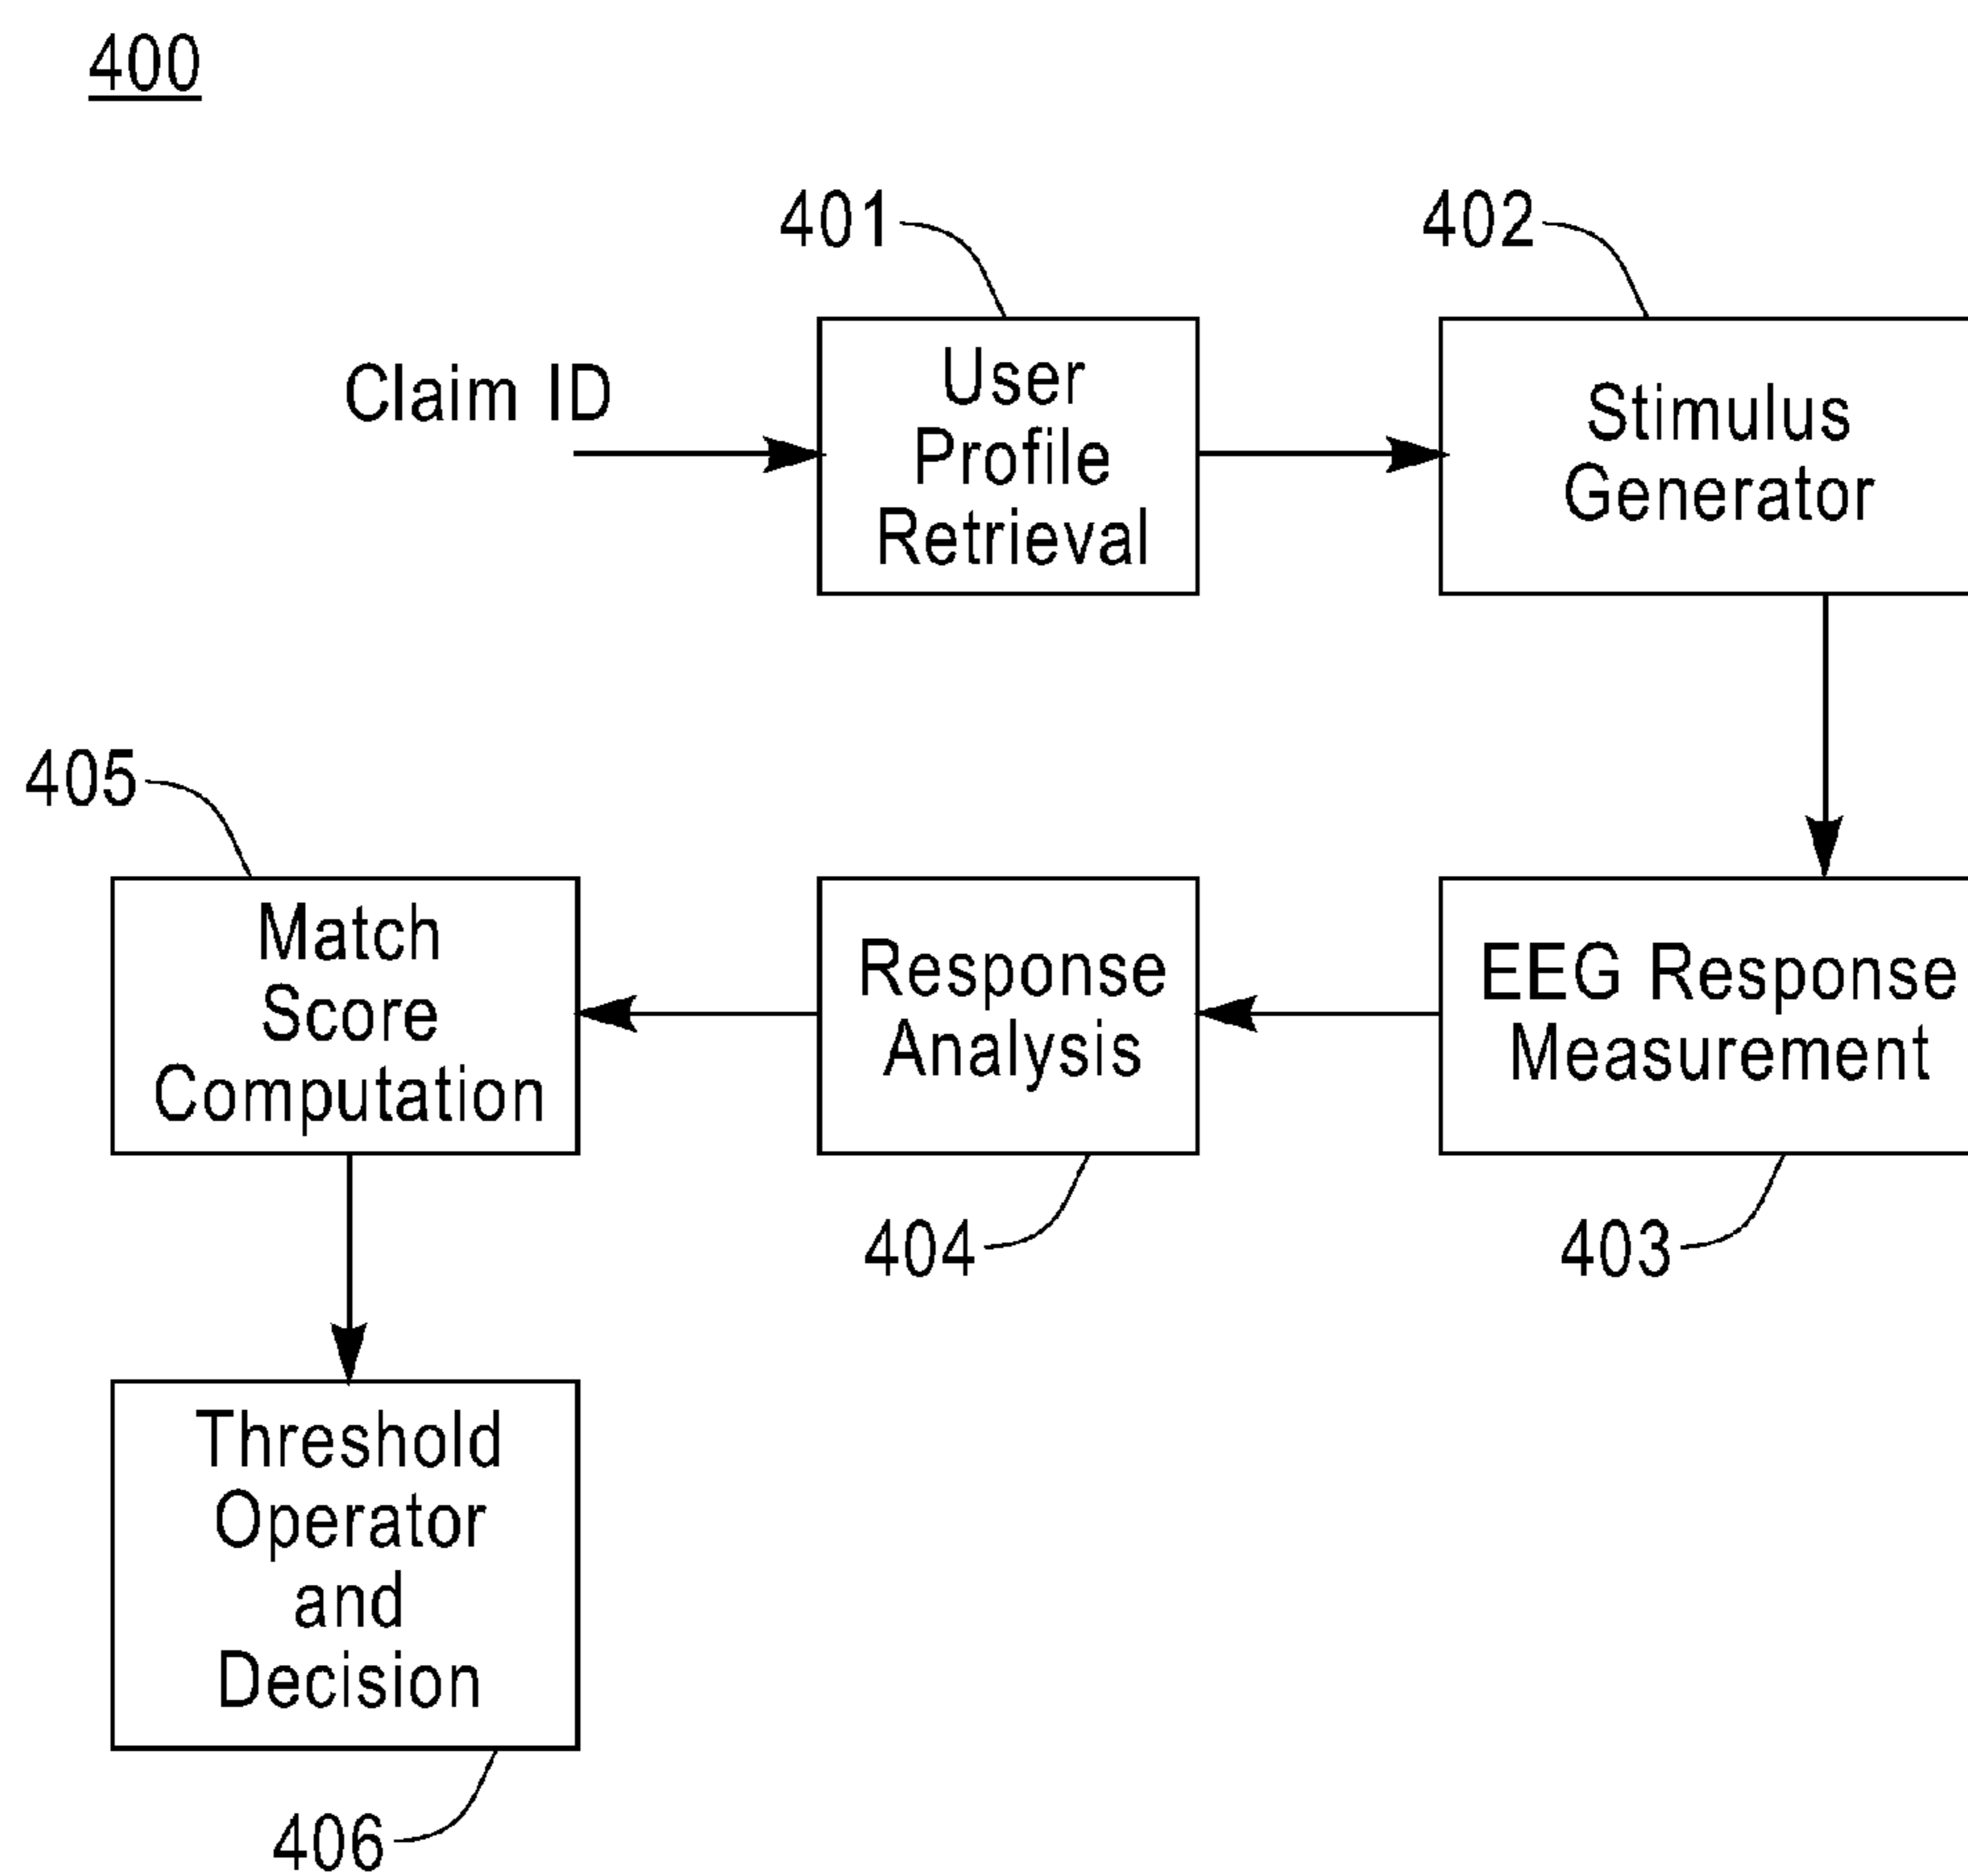 400
401
402
Claim ID
User
Profile
Retrieval
Stimulus
Generator
405
Match
Score
Computation
Response
Analysis
EEG Response
Measurement
404
403
Threshold
Operator
and
Decision
406